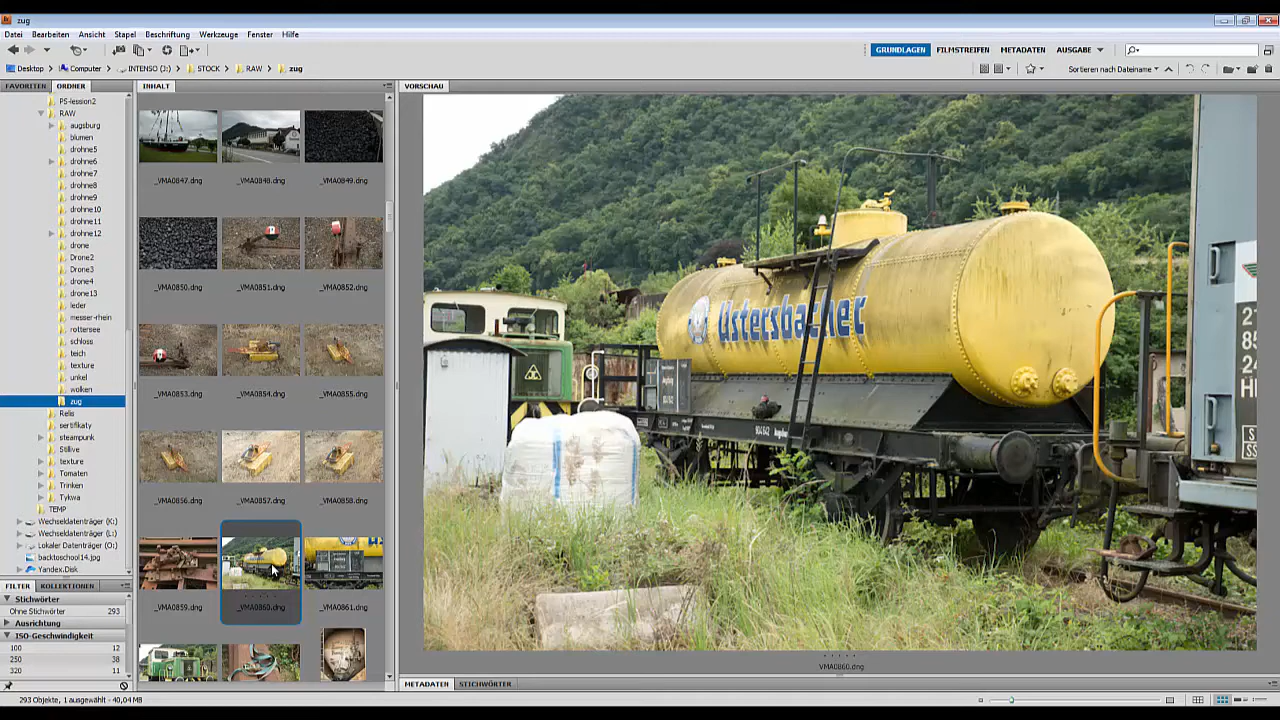 zug
Datei Bearbeiten Ansicht Stapel Beschriftung Werkzeuge Fenster Hilfe
GRUNDLAGEN FILMSTREIFEN METADATEN AUSGABE
Desktop Computer INTENSO (J:) STOCK RAW zug
Sortieren nach Dateiname
FAVORITEN ORDNER INHALT VORSCHAU
PS-lession2
RAW
augsburg
blumen
drohne5
drohne6
drohne7
drohne8
drohne9
drohne10
drohne11
drohne12
drone
Drone2
Drone3
drone4
drone13
leder
messer-rhein
rottersee
schloss
teich
texture
unkel
wolken
zug
Relis
sertifikaty
steampunk
Stillive
texture
Tomaten
Trinken
Tykwa
TEMP
Wechseldatenträger (K:)
Wechseldatenträger (L:)
Lokaler Datenträger (O:)
backtoschool14.jpg
Yandex.Disk
_VMA0847.dng _VMA0848.dng _VMA0849.dng
_VMA0850.dng _VMA0851.dng _VMA0852.dng
_VMA0853.dng _VMA0854.dng _VMA0855.dng
_VMA0856.dng _VMA0857.dng _VMA0858.dng
_VMA0859.dng _VMA0860.dng _VMA0861.dng
Ustersbacher
_VMA0860.dng
FILTER KOLLEKTIONEN
Stichwörter
Ohne Stichwörter 293
Ausrichtung
ISO-Geschwindigkeit
100 12
250 38
320 11
METADATEN STICHWÖRTER
293 Objekte, 1 ausgewählt - 40,04 MB